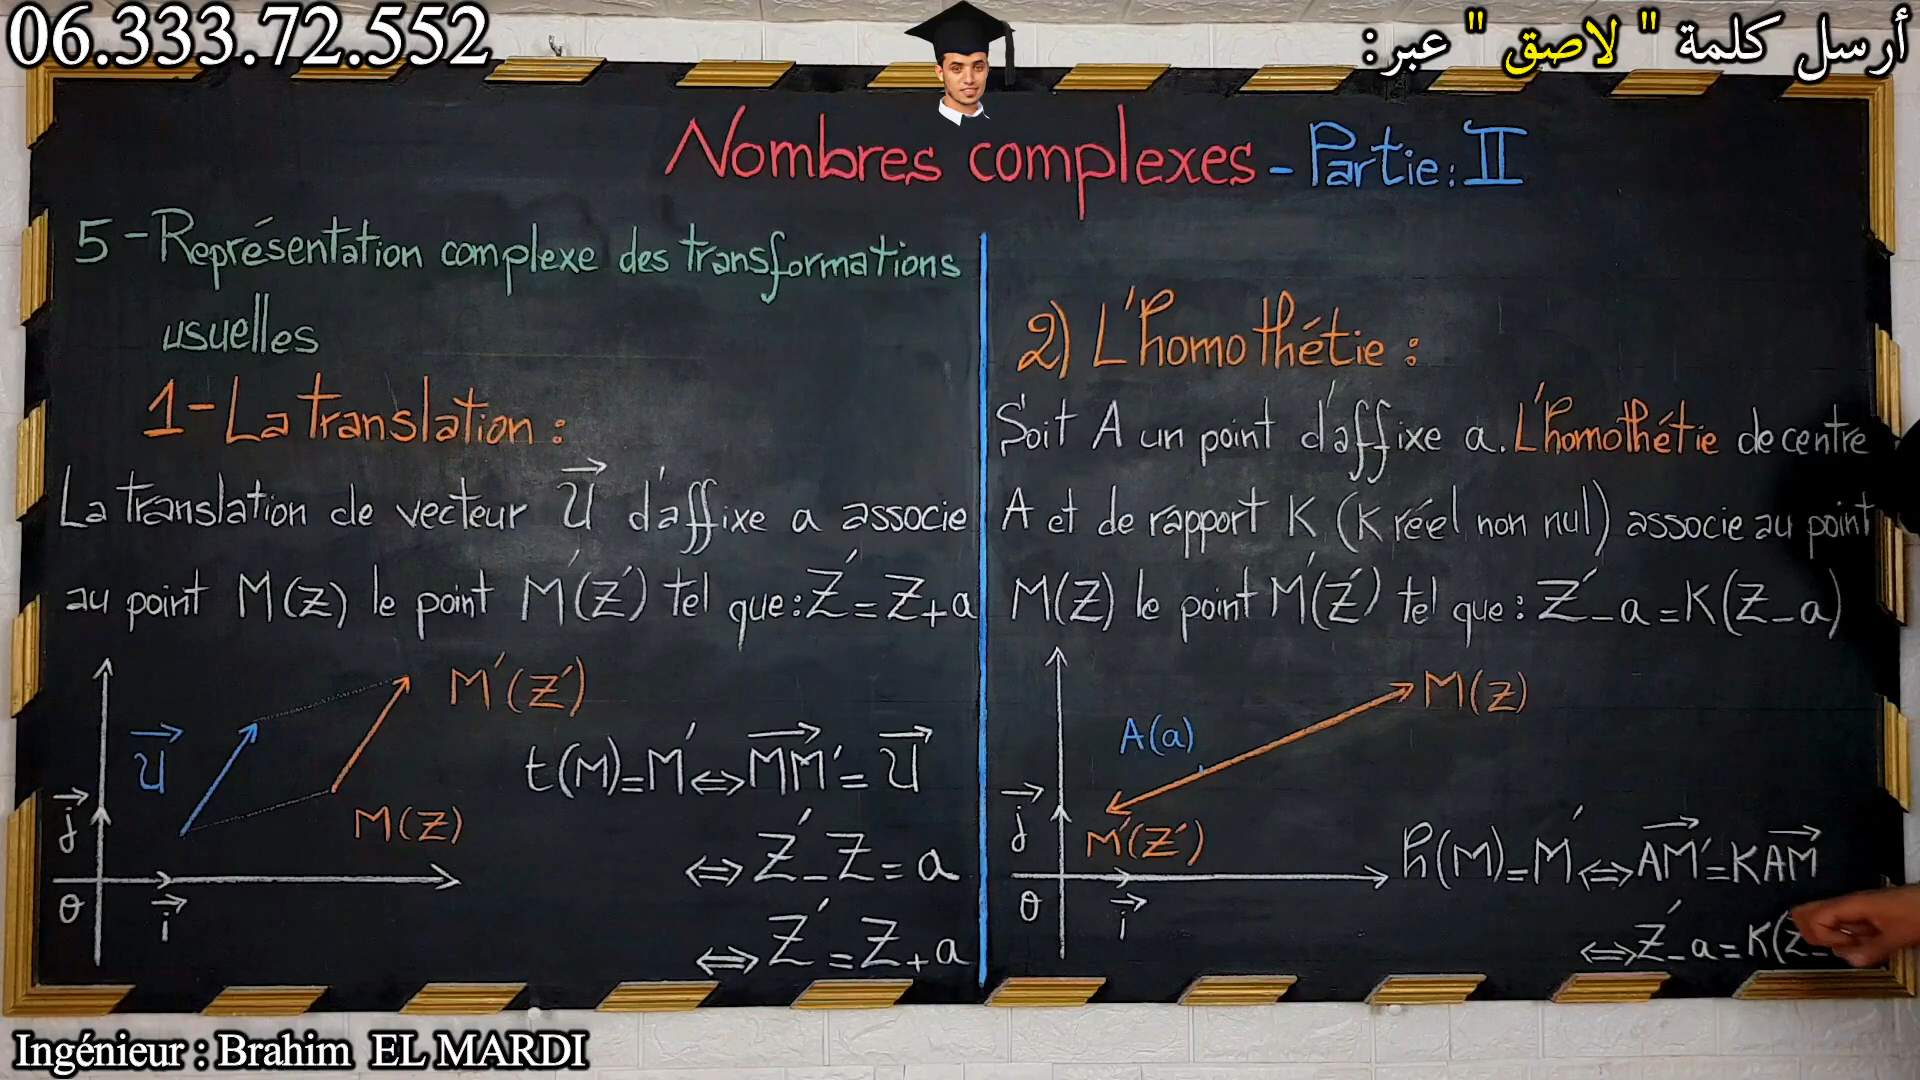 06.333.72.552
أرسل كلمة " لاصق " عبر:
Nombres complexes - Partie : II
5 - Représentation complexe des transformations
usuelles
1 - La translation :
La translation de vecteur →U d'affixe a associe
au point M(Z) le point M'(Z') tel que : Z' = Z + a
→U
M'(Z')
M(Z)
→j
O
→i
t(M) = M' ⇔ →MM' = →U
⇔ Z' - Z = a
⇔ Z' = Z + a
2) L'homothétie :
Soit A un point d'affixe a. L'homothétie de centre
A et de rapport K (K réel non nul) associe au point
M(Z) le point M'(Z') tel que : Z' - a = K(Z - a)
M(Z)
A(a)
M'(Z')
→j
O
→i
h(M) = M' ⇔ →AM' = K→AM
⇔ Z' - a = K(Z -
Ingénieur : Brahim EL MARDI